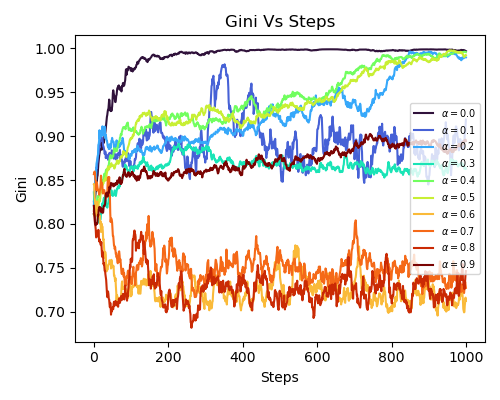 Gini Vs Steps
1.00
0.95
0.90
0.85
0.80
0.75
0.70
Gini
0
200
400
600
800
1000
Steps
α = 0.0
α = 0.1
α = 0.2
α = 0.3
α = 0.4
α = 0.5
α = 0.6
α = 0.7
α = 0.8
α = 0.9